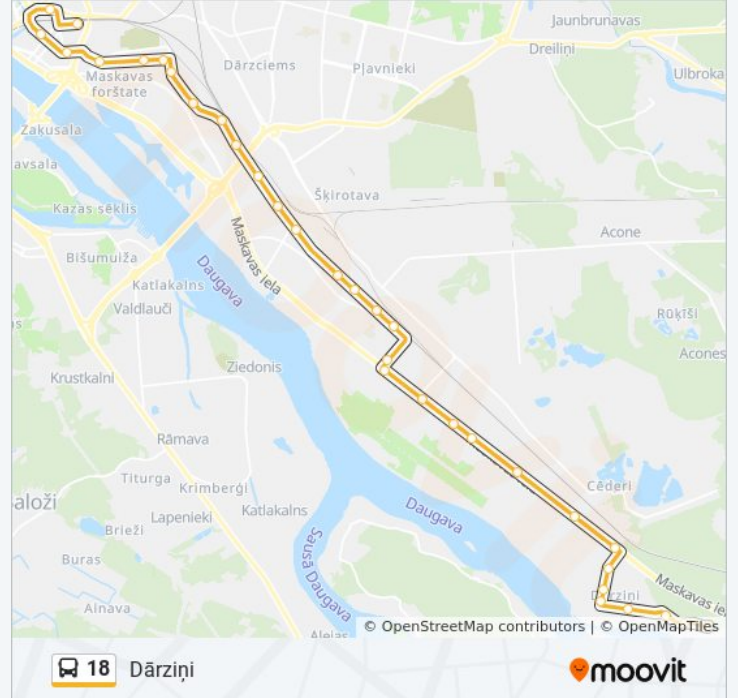 Jaunbrunavas
Dreiliņi
Dārzciems
Pļavnieki
Ulbroka
Maskavas
forštate
Zaķusala
avsala
Šķirotava
Kazas sēklis
Maskavas iela
Acone
Bišumuiža
Daugava
Katlakalns
Valdlauči
Rūķīši
Acones
Ziedonis
Krustkalni
Rāmava
Titurga
Krimberģi
Cēderi
aloži
Katlakalns
Lapenieki
Daugava
Brieži
Sausā Daugava
Buras
Maskavas ie
Dārziņi
Ainava
Alejas
© OpenStreetMap contributors | © OpenMapTiles
18 Dārziņi
moovit